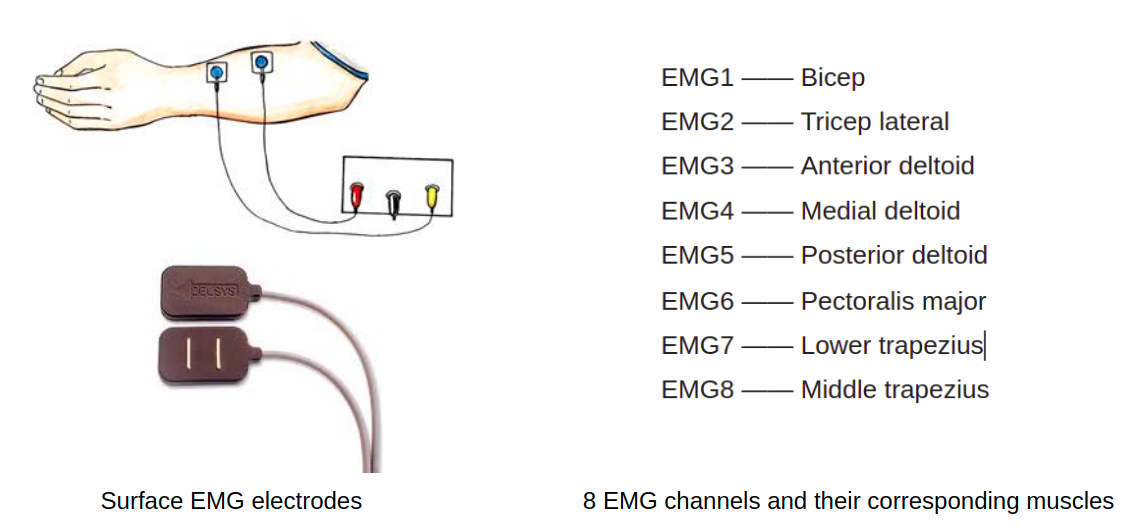 DELSYS
EMG1 —— Bicep
EMG2 —— Tricep lateral
EMG3 —— Anterior deltoid
EMG4 —— Medial deltoid
EMG5 —— Posterior deltoid
EMG6 —— Pectoralis major
EMG7 —— Lower trapezius
EMG8 —— Middle trapezius
Surface EMG electrodes
8 EMG channels and their corresponding muscles